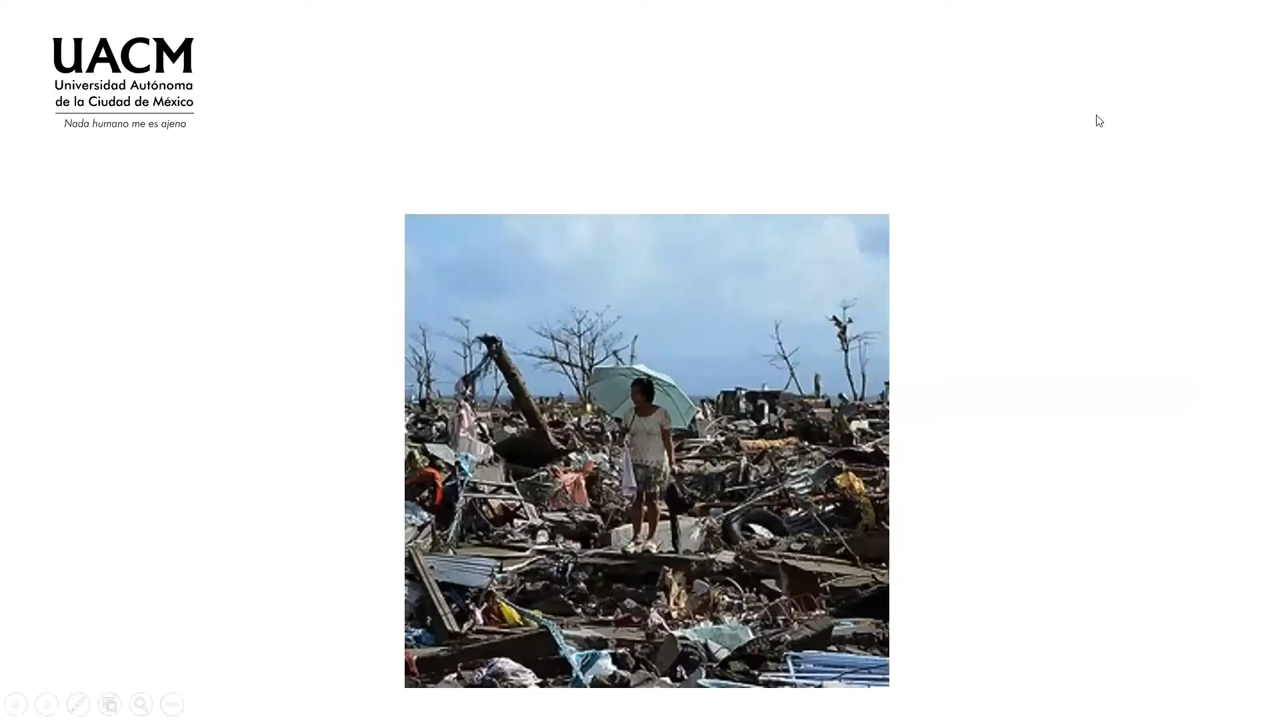 UACM
Universidad Autónoma
de la Ciudad de México
Nada humano me es ajeno